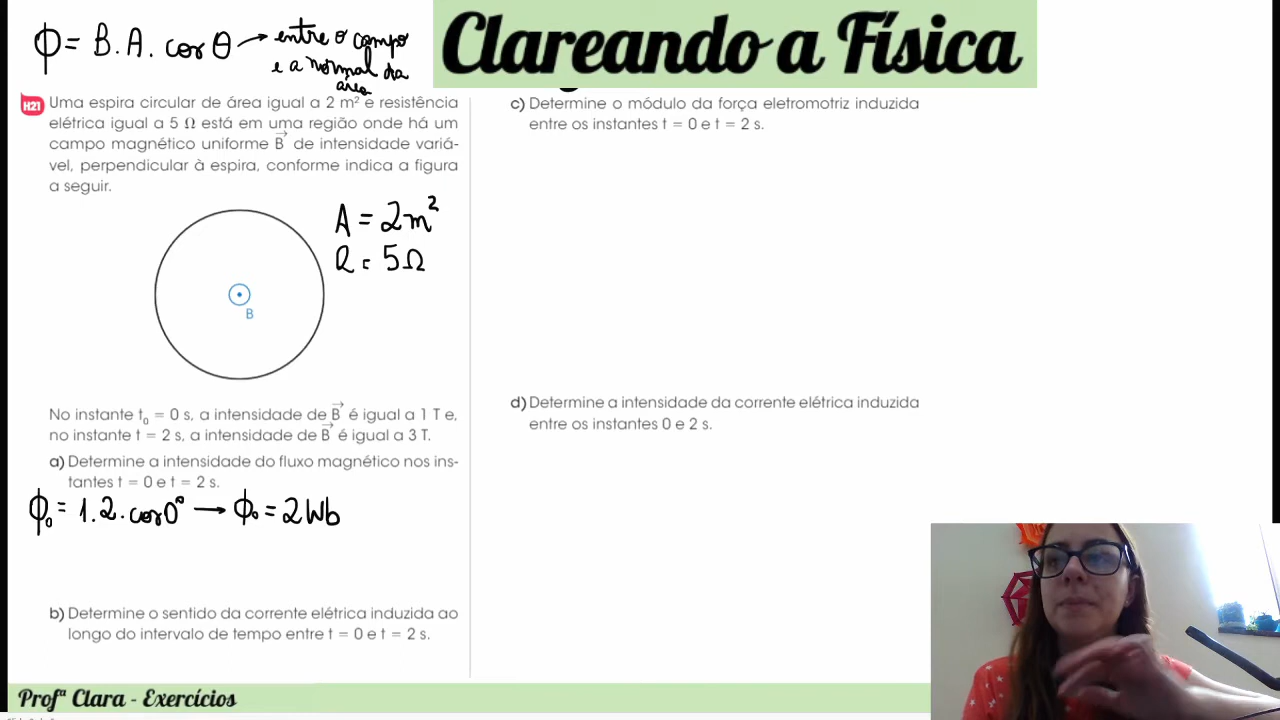 ϕ = B.A.cos θ → entre o campo
e a normal da
área
Clareando a Física
H21 Uma espira circular de área igual a 2 m² e resistência
elétrica igual a 5 Ω está em uma região onde há um
campo magnético uniforme B⃗ de intensidade variá-
vel, perpendicular à espira, conforme indica a figura
a seguir.
A = 2m²
R = 5Ω
B
No instante t₀ = 0 s, a intensidade de B⃗ é igual a 1 T e,
no instante t = 2 s, a intensidade de B⃗ é igual a 3 T.
a) Determine a intensidade do fluxo magnético nos ins-
tantes t = 0 e t = 2 s.
ϕ₀ = 1.2.cos 0° → ϕ₀ = 2 Wb
b) Determine o sentido da corrente elétrica induzida ao
longo do intervalo de tempo entre t = 0 e t = 2 s.
c) Determine o módulo da força eletromotriz induzida
entre os instantes t = 0 e t = 2 s.
d) Determine a intensidade da corrente elétrica induzida
entre os instantes 0 e 2 s.
Profª Clara - Exercícios